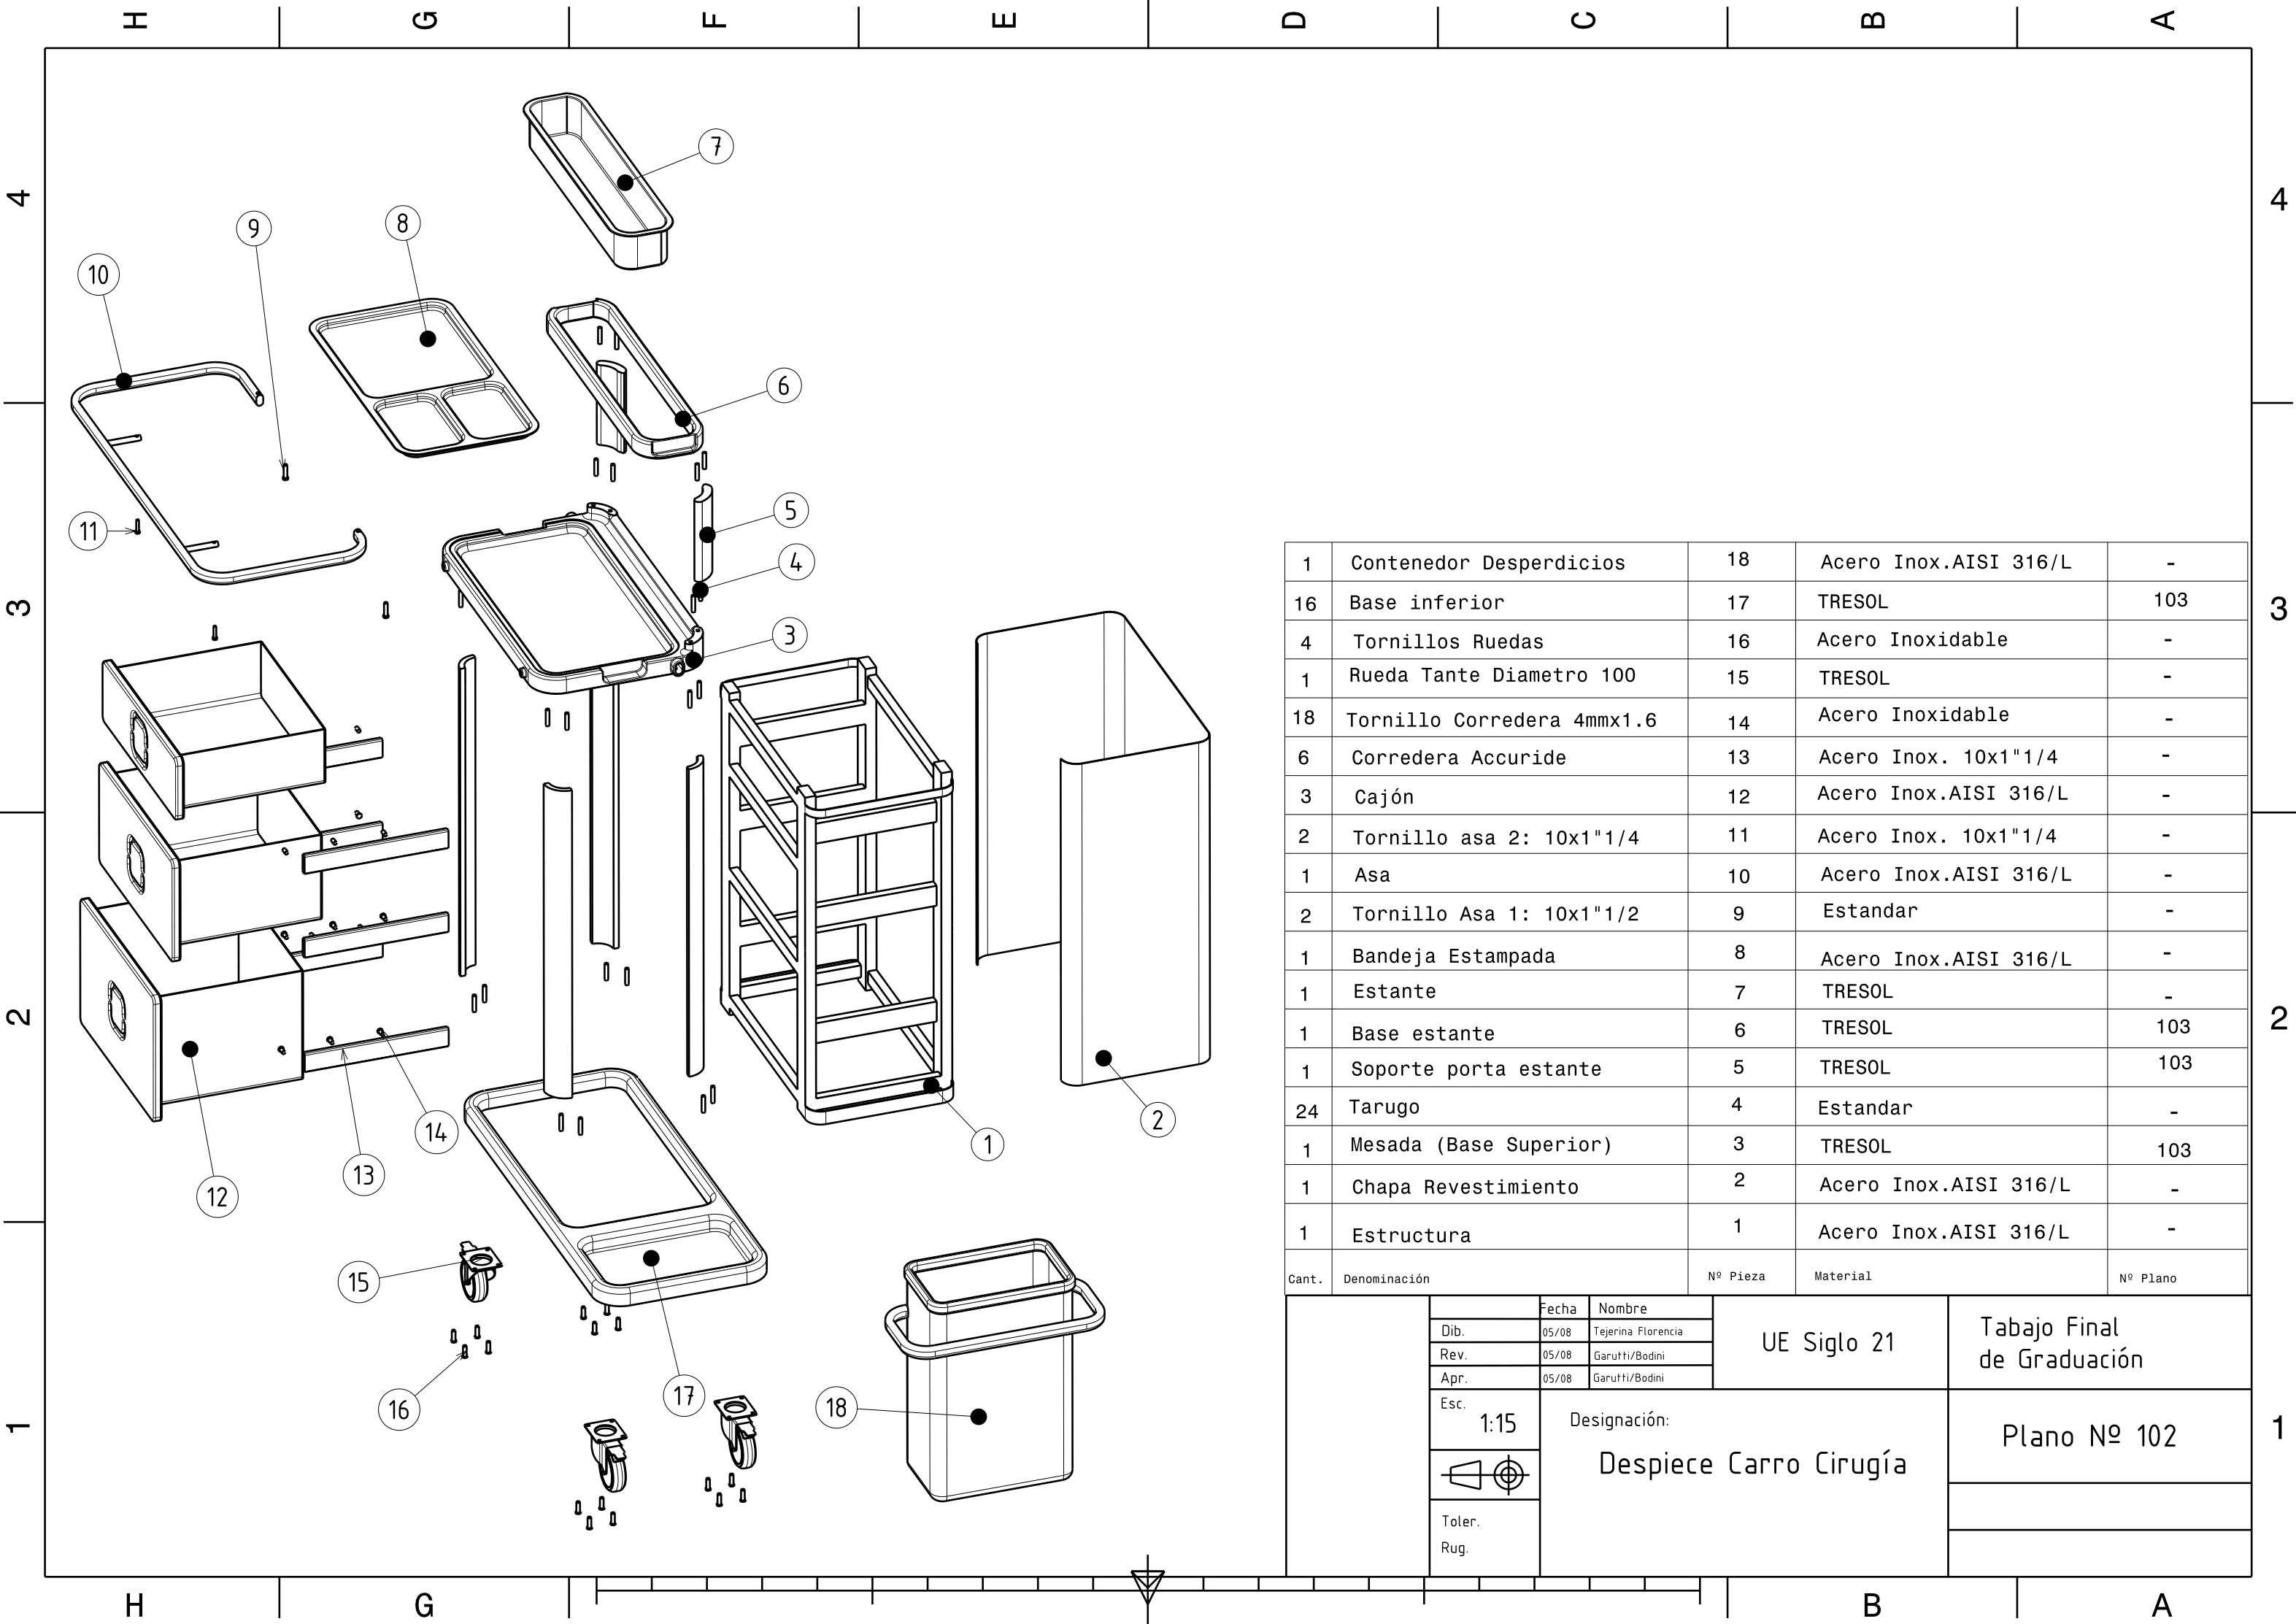 H G F E D C B A
4 4
3 3
2 2
1 1
7
8
9
10
6
11
5
4
3
14
13
12
1
2
15
16
17
18
1 Contenedor Desperdicios 18 Acero Inox.AISI 316/L -
16 Base inferior 17 TRESOL 103
4 Tornillos Ruedas 16 Acero Inoxidable -
1 Rueda Tante Diametro 100 15 TRESOL -
18 Tornillo Corredera 4mmx1.6 14 Acero Inoxidable -
6 Corredera Accuride 13 Acero Inox. 10x1"1/4 -
3 Cajón 12 Acero Inox.AISI 316/L -
2 Tornillo asa 2: 10x1"1/4 11 Acero Inox. 10x1"1/4 -
1 Asa 10 Acero Inox.AISI 316/L -
2 Tornillo Asa 1: 10x1"1/2 9 Estandar -
1 Bandeja Estampada 8 Acero Inox.AISI 316/L -
1 Estante 7 TRESOL -
1 Base estante 6 TRESOL 103
1 Soporte porta estante 5 TRESOL 103
24 Tarugo 4 Estandar -
1 Mesada (Base Superior) 3 TRESOL 103
1 Chapa Revestimiento 2 Acero Inox.AISI 316/L -
1 Estructura 1 Acero Inox.AISI 316/L -
Cant. Denominación Nº Pieza Material Nº Plano
Fecha Nombre
Dib. 05/08 Tejerina Florencia
Rev. 05/08 Garutti/Bodini
Apr. 05/08 Garutti/Bodini
UE Siglo 21
Tabajo Final
de Graduación
Esc.
1:15
Designación:
Despiece Carro Cirugía
Plano Nº 102
Toler.
Rug.
H G B A